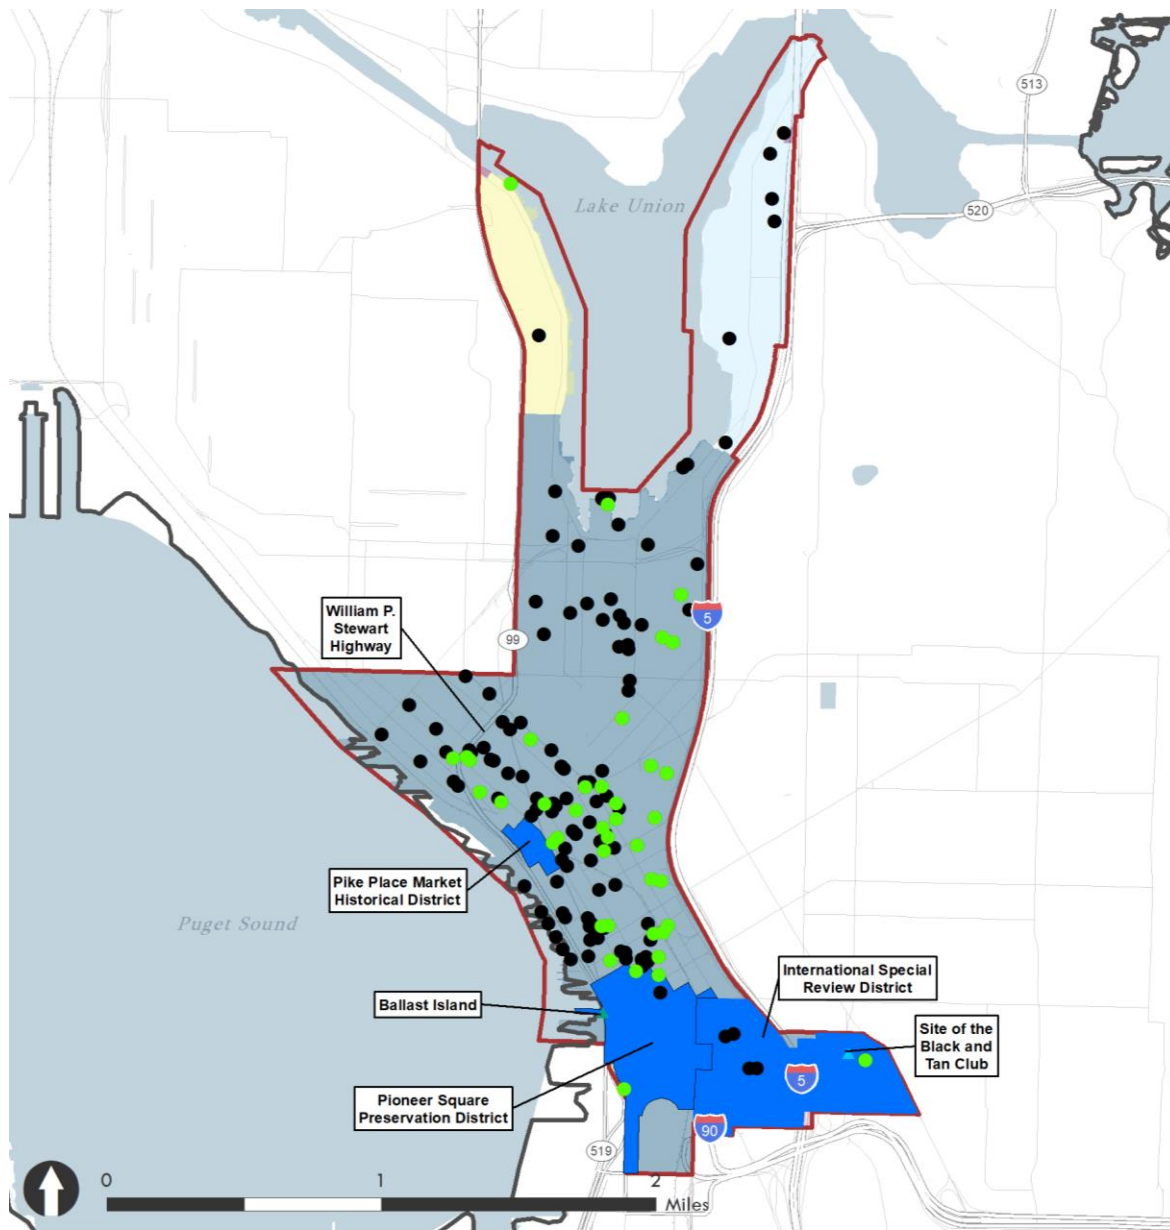 513
520
Lake Union
William P.
Stewart
Highway
99
5
Pike Place Market
Historical District
Puget Sound
International Special
Review District
Ballast Island
Site of the
Black and
Tan Club
5
Pioneer Square
Preservation District
90
519
0
1
2
Miles